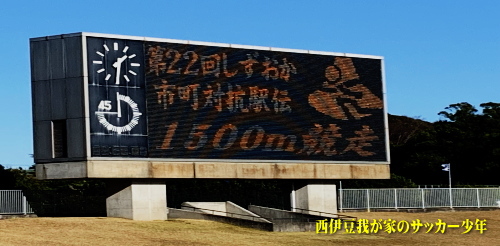 第22回しずおか
市町対抗駅伝
1500m競走
45
西伊豆我が家のサッカー少年